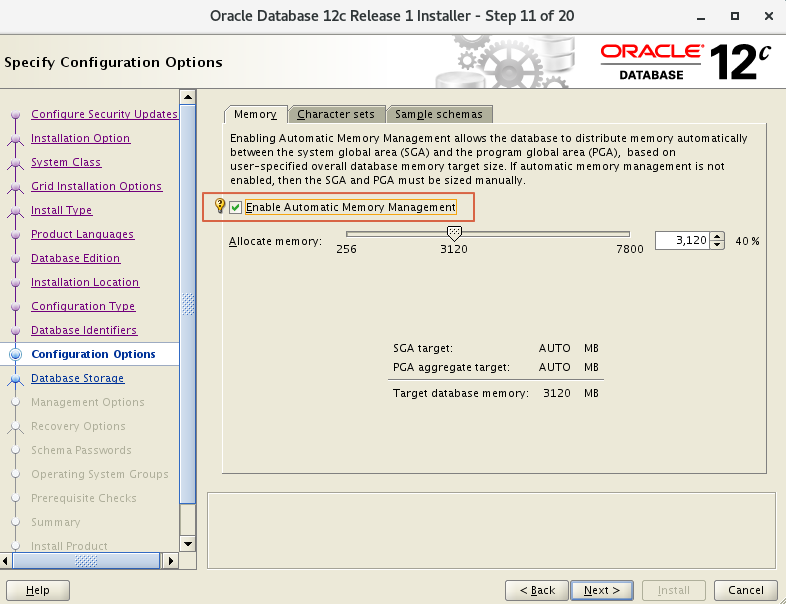 Oracle Database 12c Release 1 Installer - Step 11 of 20
Specify Configuration Options
ORACLE
DATABASE
12c
Configure Security Updates
Installation Option
System Class
Grid Installation Options
Install Type
Product Languages
Database Edition
Installation Location
Configuration Type
Database Identifiers
Configuration Options
Database Storage
Management Options
Recovery Options
Schema Passwords
Operating System Groups
Prerequisite Checks
Summary
Install Product
Memory Character sets Sample schemas
Enabling Automatic Memory Management allows the database to distribute memory automatically
between the system global area (SGA) and the program global area (PGA), based on
user-specified overall database memory target size. If automatic memory management is not
enabled, then the SGA and PGA must be sized manually.
Enable Automatic Memory Management
Allocate memory: 3,120 40 %
256 3120 7800
SGA target: AUTO MB
PGA aggregate target: AUTO MB
Target database memory: 3120 MB
Help < Back Next > Install Cancel